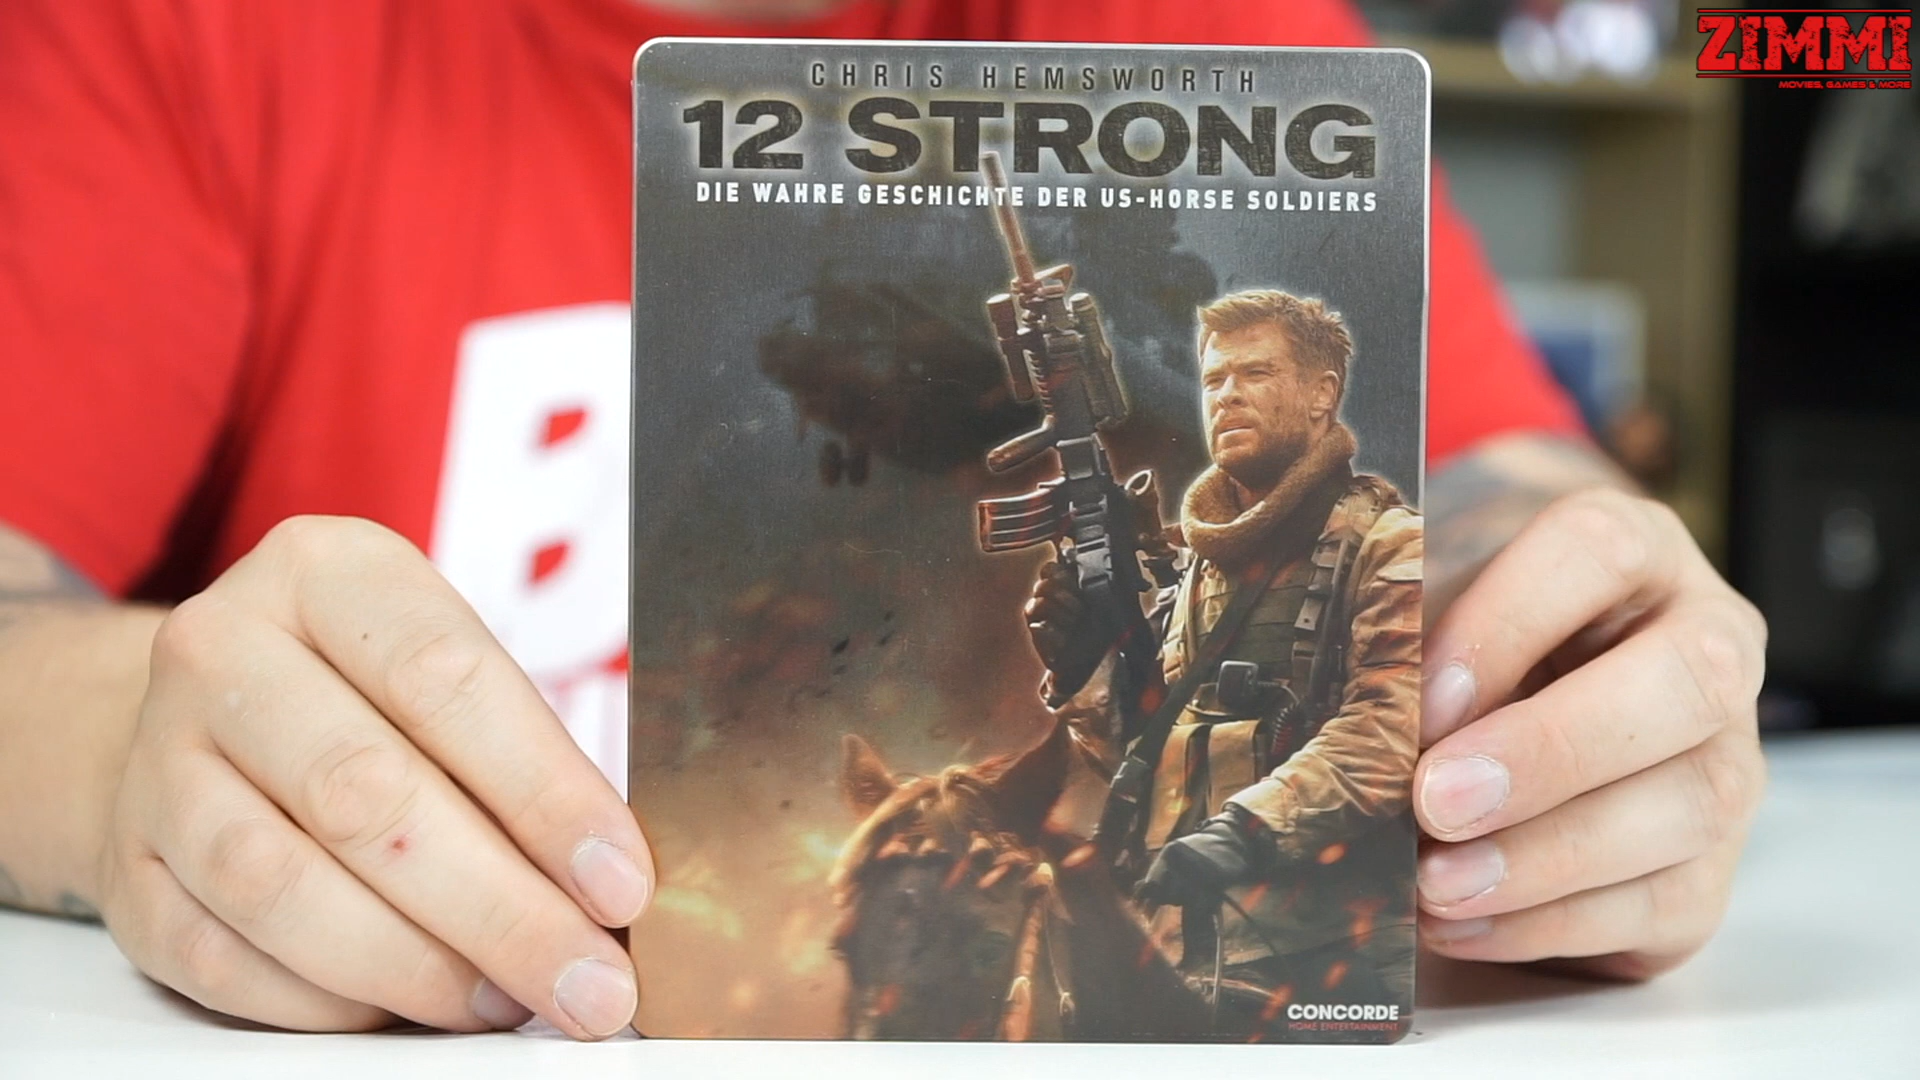 ZIMMI
MOVIES, GAMES & MORE
CHRIS HEMSWORTH
12 STRONG
DIE WAHRE GESCHICHTE DER US-HORSE SOLDIERS
B
CONCORDE
HOME ENTERTAINMENT